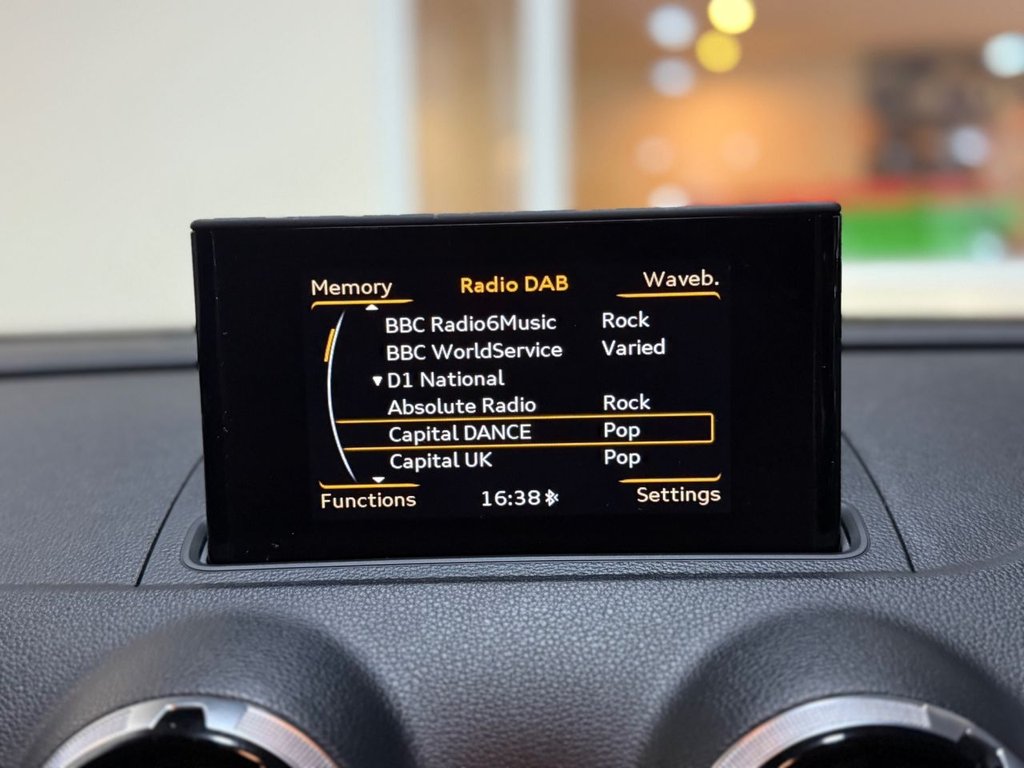 Memory Radio DAB Waveb.
BBC Radio6Music Rock
BBC WorldService Varied
D1 National
Absolute Radio Rock
Capital DANCE Pop
Capital UK Pop
Functions 16:38 Settings